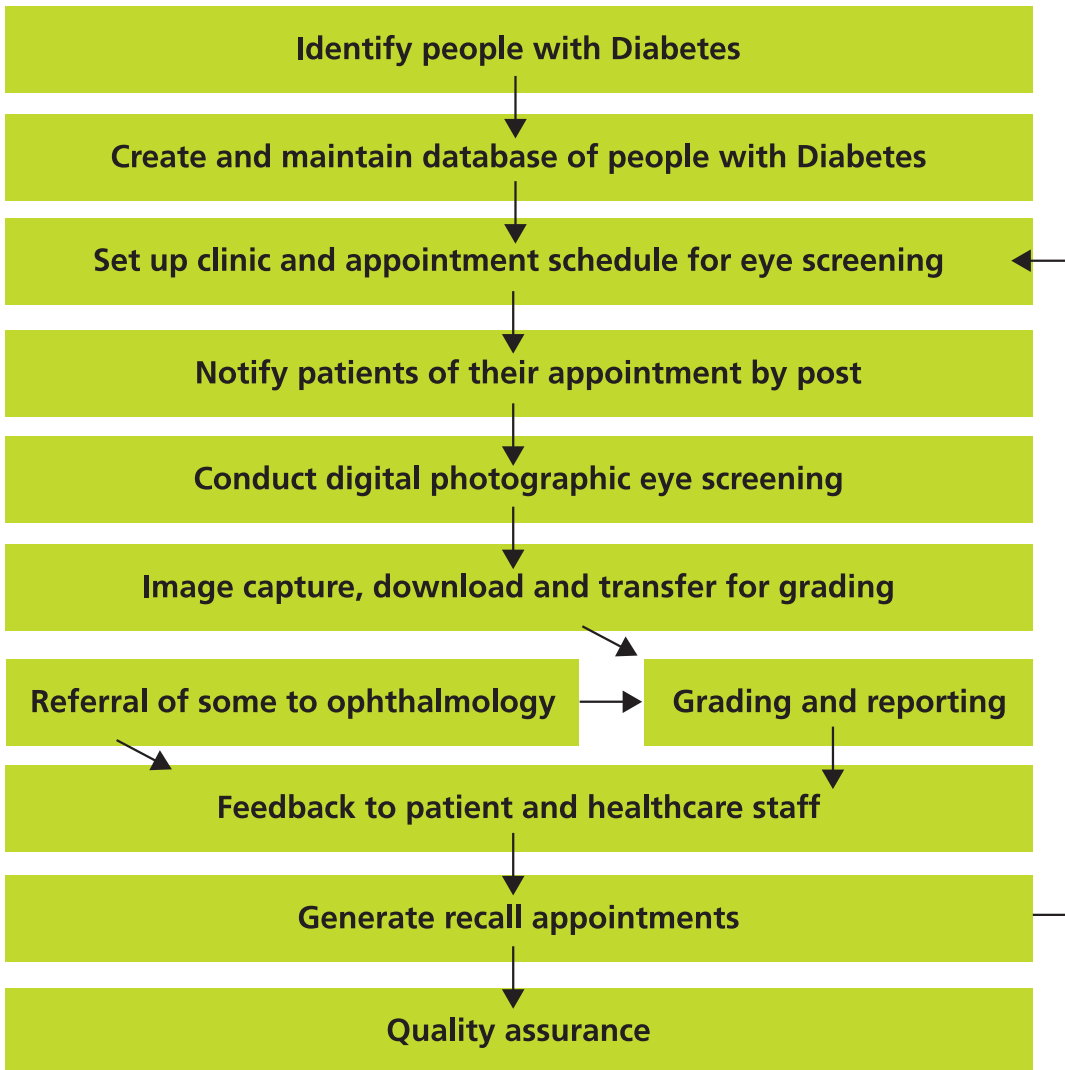 Identify people with Diabetes
Create and maintain database of people with Diabetes
Set up clinic and appointment schedule for eye screening
Notify patients of their appointment by post
Conduct digital photographic eye screening
Image capture, download and transfer for grading
Referral of some to ophthalmology
Grading and reporting
Feedback to patient and healthcare staff
Generate recall appointments
Quality assurance